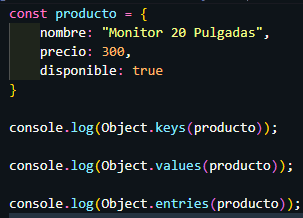 const producto = {
    nombre: "Monitor 20 Pulgadas",
    precio: 300,
    disponible: true
}
console.log(Object.keys(producto));
console.log(Object.values(producto));
console.log(Object.entries(producto));